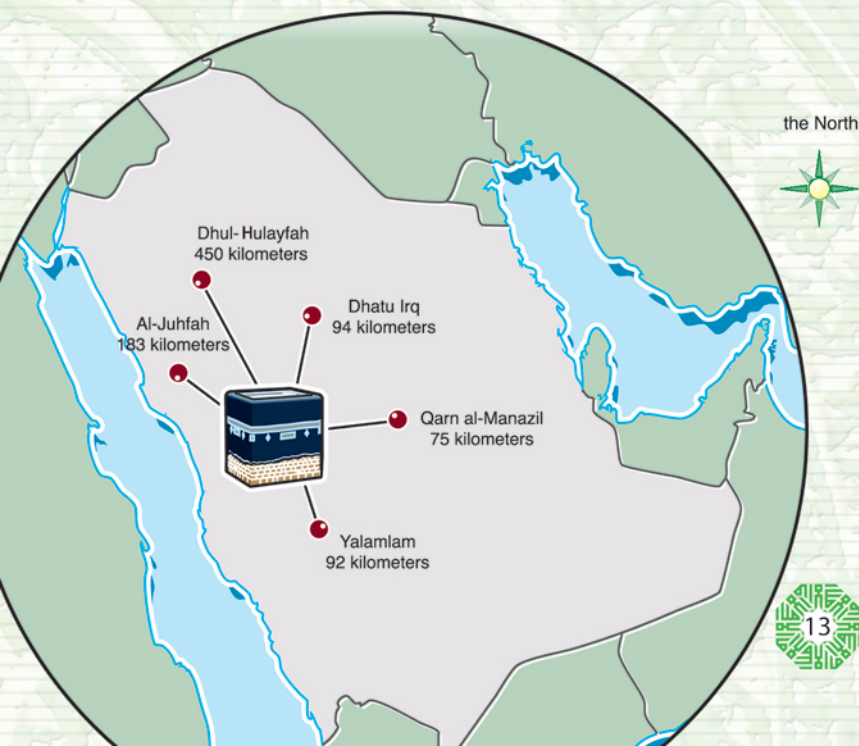 the North
Dhul-Hulayfah
450 kilometers
Dhatu Irq
94 kilometers
Al-Juhfah
183 kilometers
Qarn al-Manazil
75 kilometers
Yalamlam
92 kilometers
13